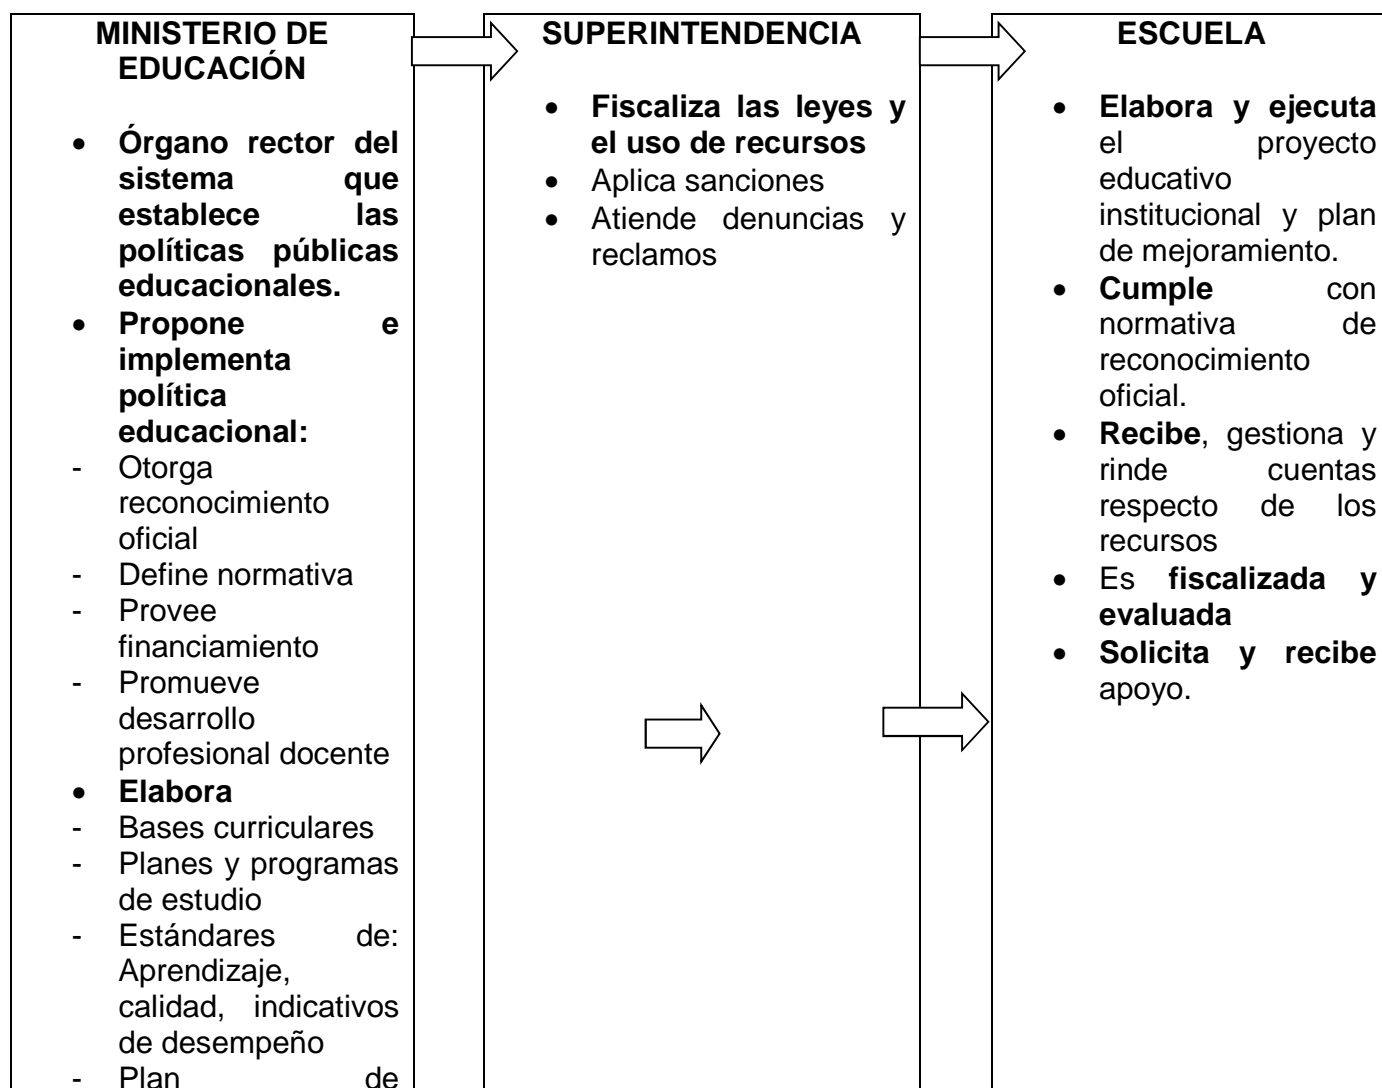 MINISTERIO DE
EDUCACIÓN
• Órgano rector del
sistema que
establece las
políticas públicas
educacionales.
• Propone e
implementa
política
educacional:
- Otorga
reconocimiento
oficial
- Define normativa
- Provee
financiamiento
- Promueve
desarrollo
profesional docente
• Elabora
- Bases curriculares
- Planes y programas
de estudio
- Estándares de:
Aprendizaje,
calidad, indicativos
de desempeño
- Plan de
SUPERINTENDENCIA
• Fiscaliza las leyes y
el uso de recursos
• Aplica sanciones
• Atiende denuncias y
reclamos
ESCUELA
• Elabora y ejecuta
el proyecto
educativo
institucional y plan
de mejoramiento.
• Cumple con
normativa de
reconocimiento
oficial.
• Recibe, gestiona y
rinde cuentas
respecto de los
recursos
• Es fiscalizada y
evaluada
• Solicita y recibe
apoyo.